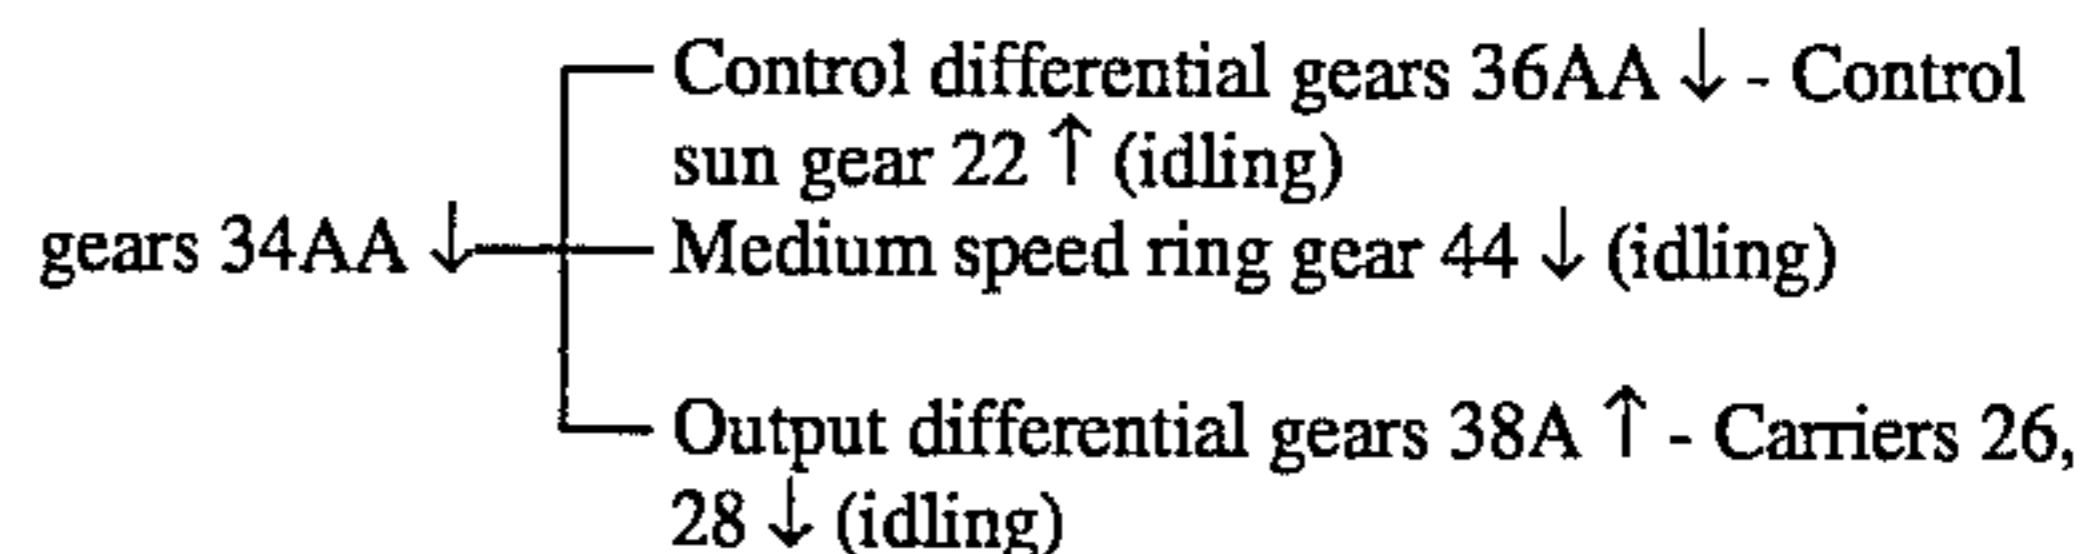 Control differential gears 36AA ↓ - Control
sun gear 22 ↑ (idling)
gears 34AA ↓ Medium speed ring gear 44 ↓ (idling)
Output differential gears 38A ↑ - Carriers 26,
28 ↓ (idling)